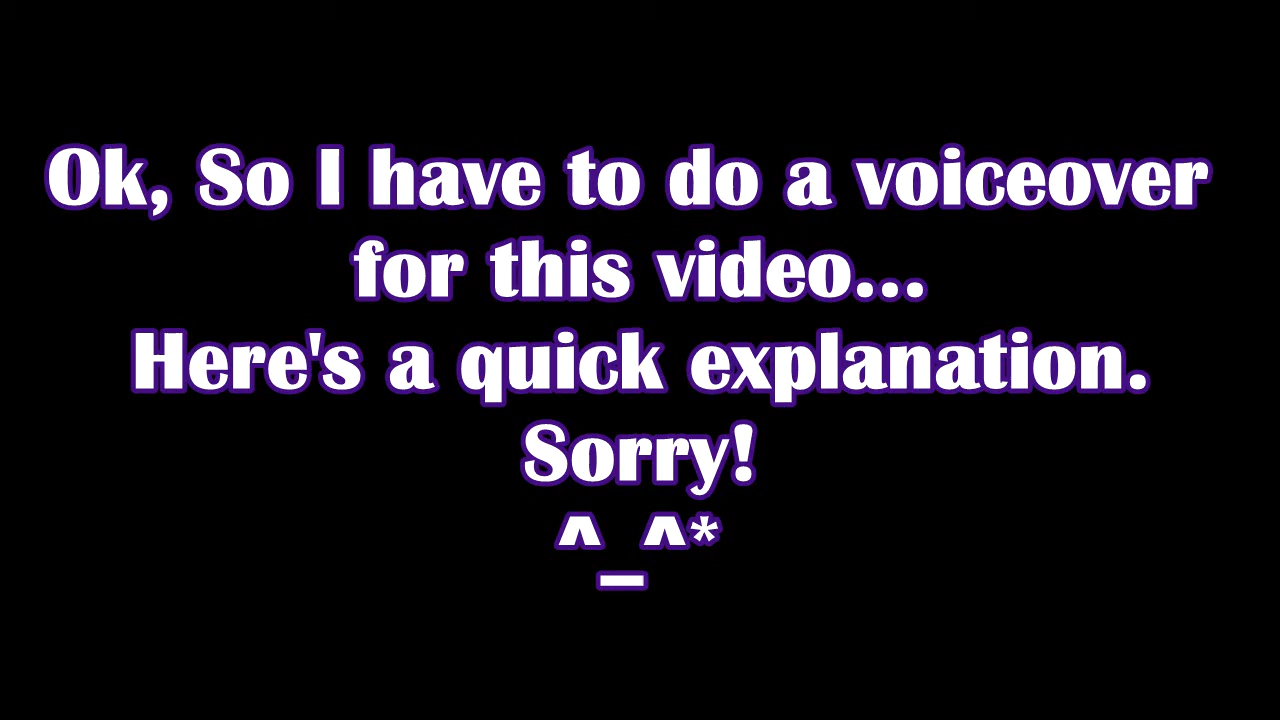 Ok, So I have to do a voiceover
for this video...
Here's a quick explanation.
Sorry!
^_^*